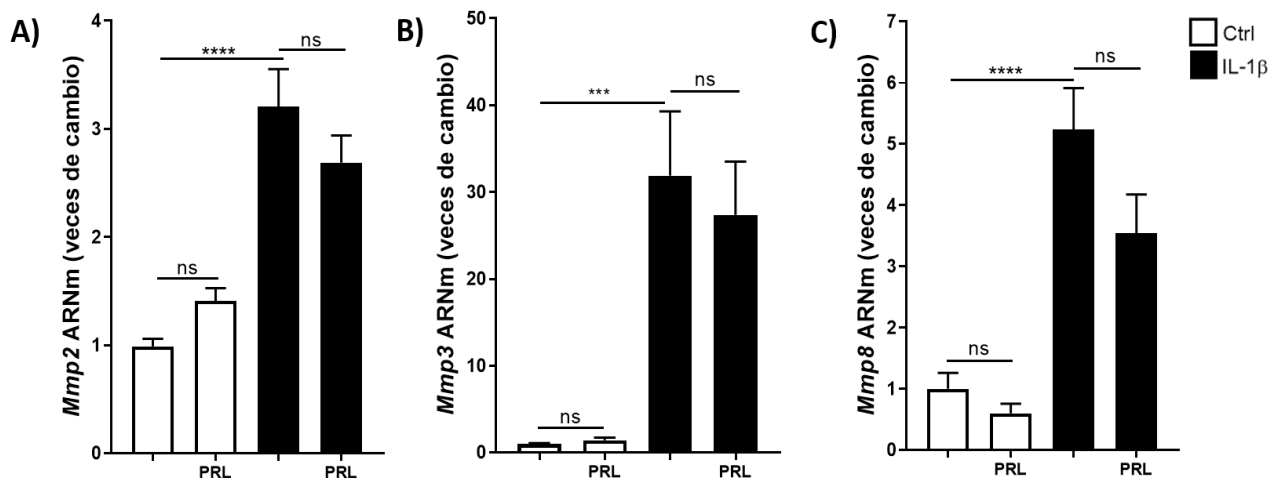 A)
Mmp2 ARNm (veces de cambio)
4
3
2
1
0
ns
****
ns
PRL
PRL
B)
Mmp3 ARNm (veces de cambio)
50
40
30
20
10
0
ns
***
ns
PRL
PRL
C)
Mmp8 ARNm (veces de cambio)
7
6
5
4
3
2
1
0
ns
****
ns
PRL
PRL
Ctrl
IL-1β